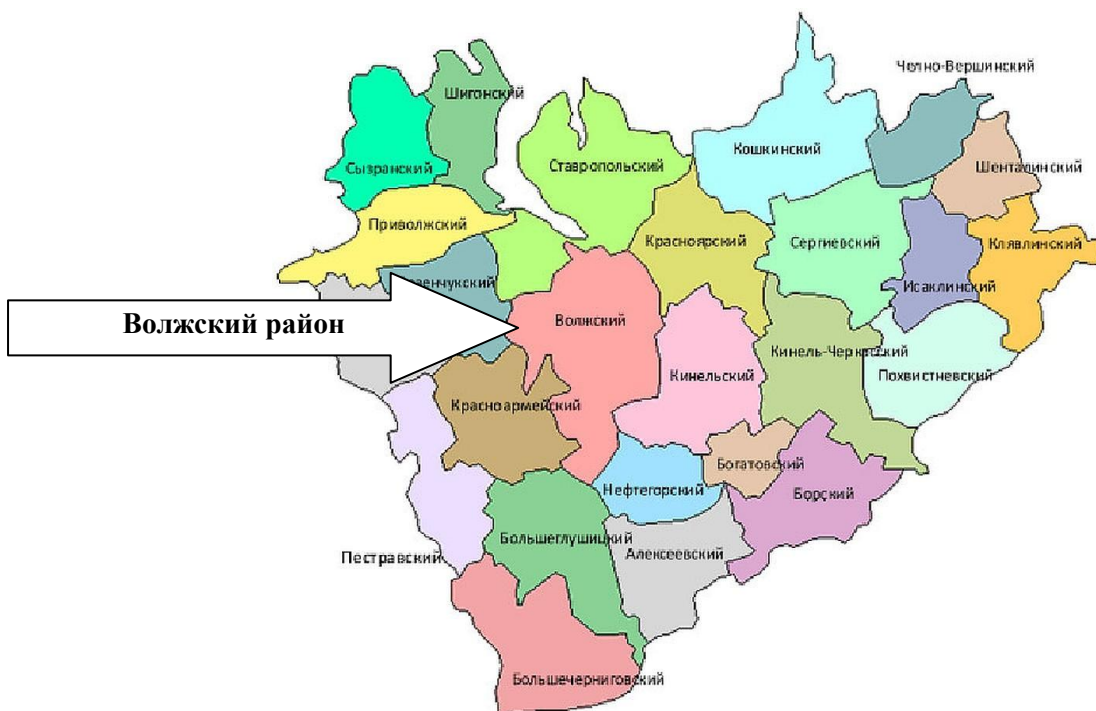 Челно-Вершинский
Шигонский
Кошкинский
Ставропольский
Сызранский
Шенталинский
Приволжский
Красноярский
Сергиевский
Клявлинский
Исаклинский
Волжский район
Волжский
Кинель-Черкасский
Кинельский
Похвистневский
Красноармейский
Богатовский
Нефтегорский
Борский
Большеглушицкий
Алексеевский
Пестравский
Большечерниговский